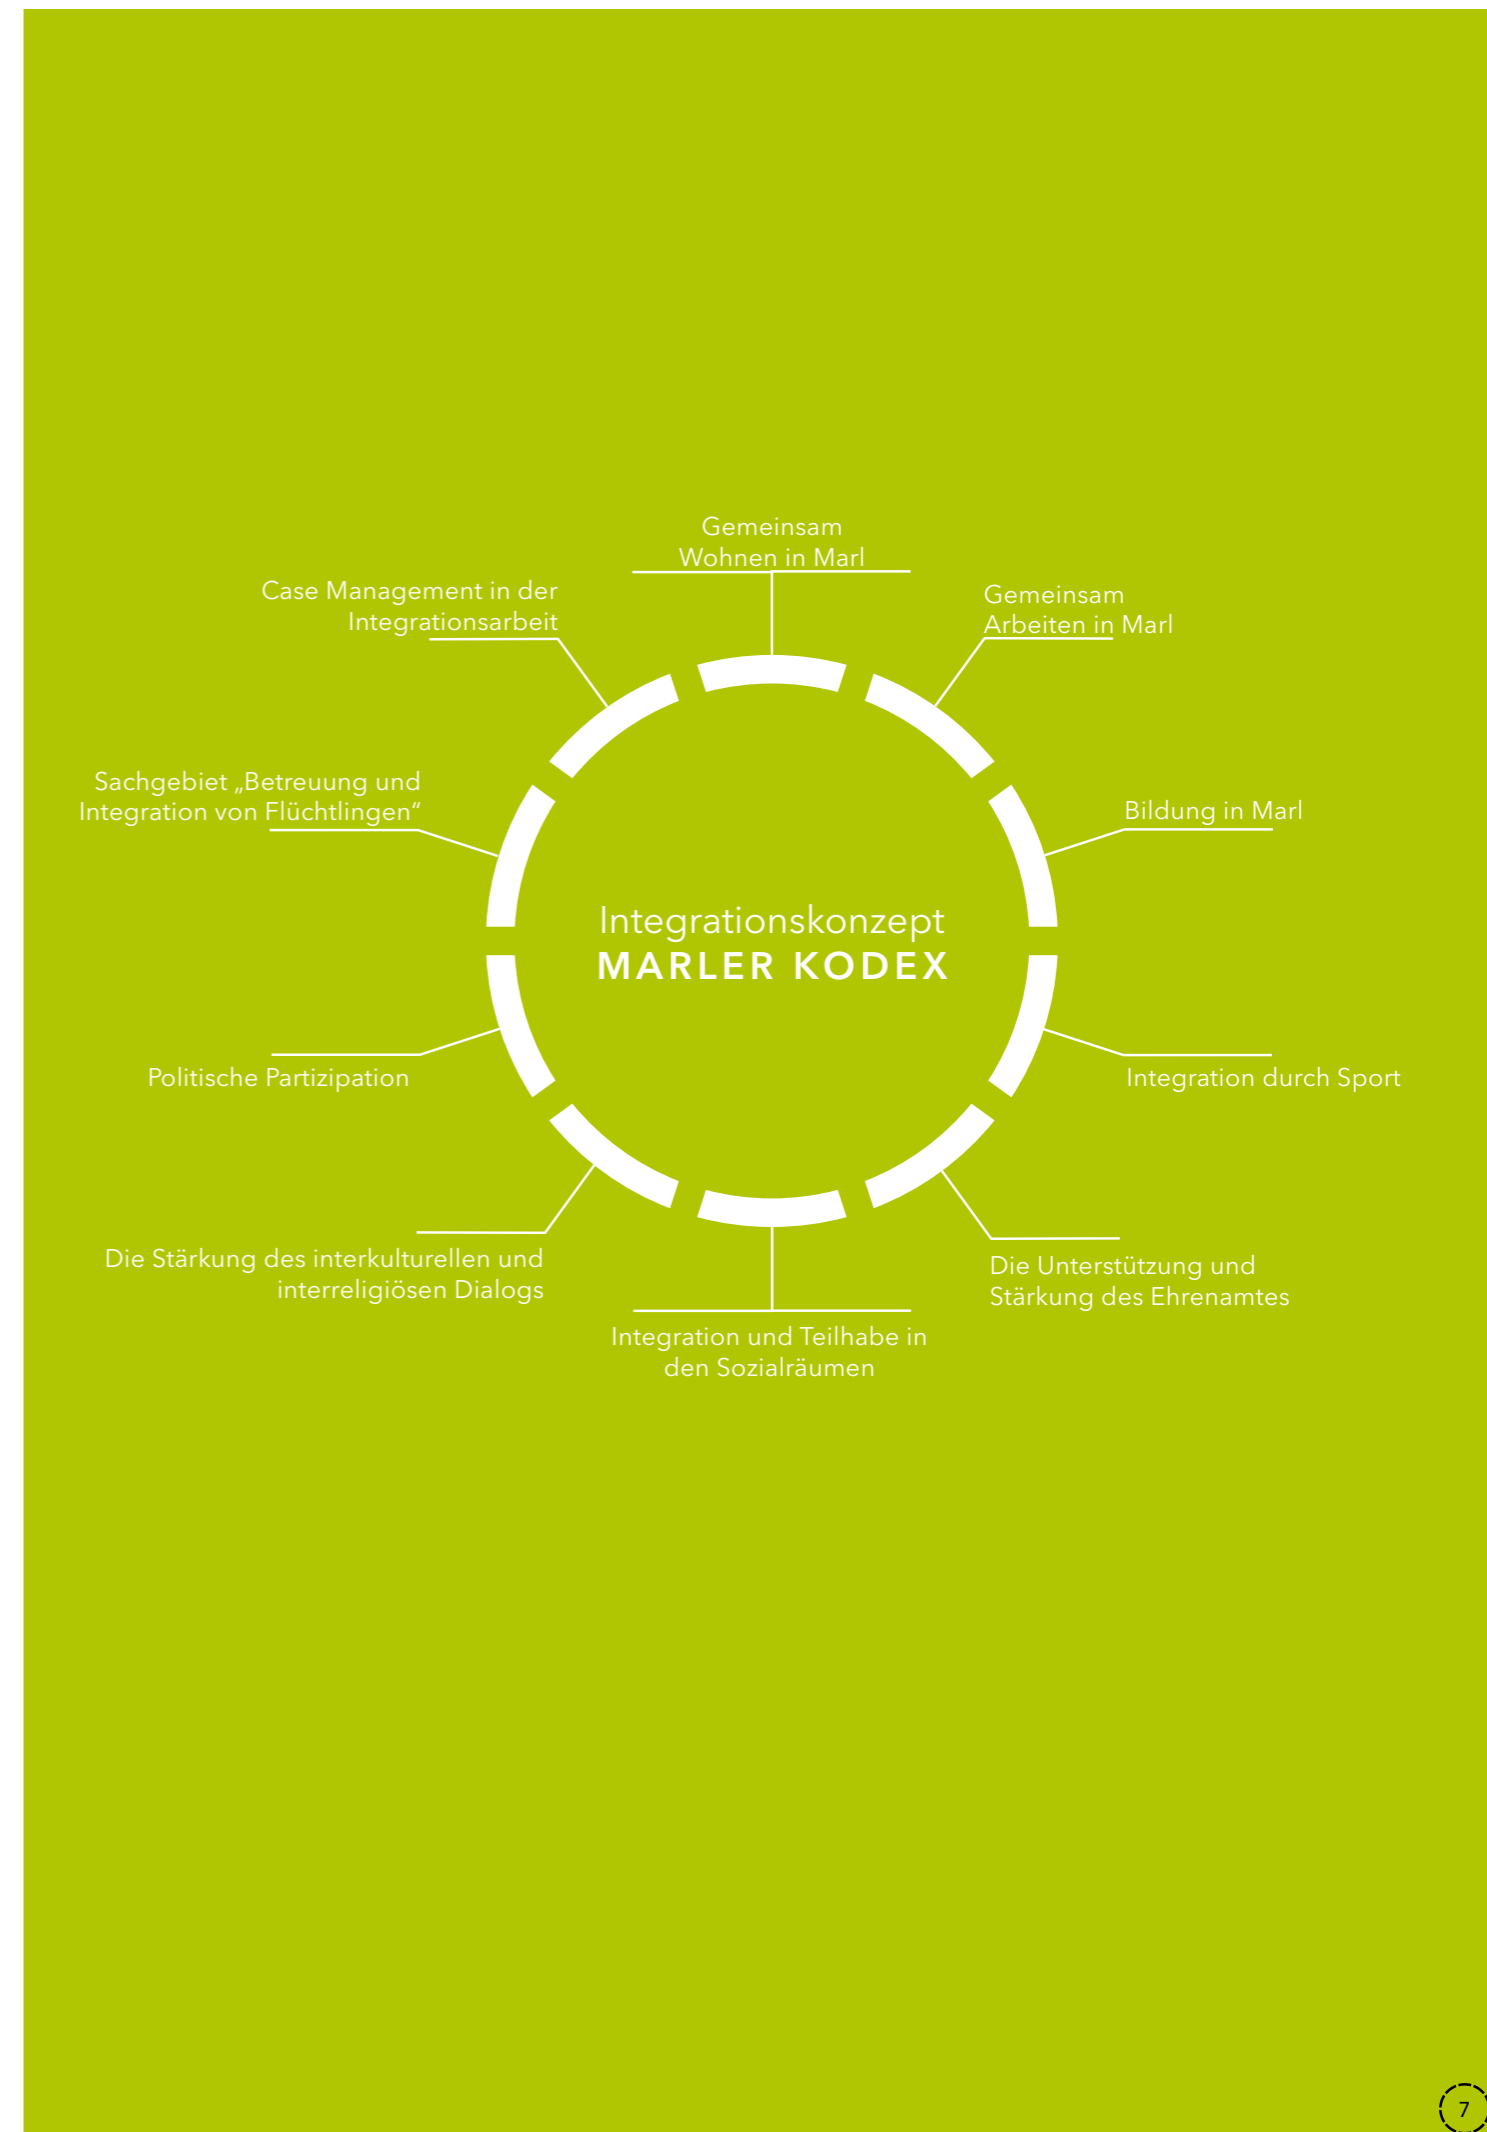 Gemeinsam
Wohnen in Marl
Case Management in der
Integrationsarbeit
Gemeinsam
Arbeiten in Marl
Sachgebiet „Betreuung und
Integration von Flüchtlingen“
Bildung in Marl
Integrationskonzept
MARLER KODEX
Politische Partizipation
Integration durch Sport
Die Stärkung des interkulturellen und
interreligiösen Dialogs
Die Unterstützung und
Stärkung des Ehrenamtes
Integration und Teilhabe in
den Sozialräumen
7